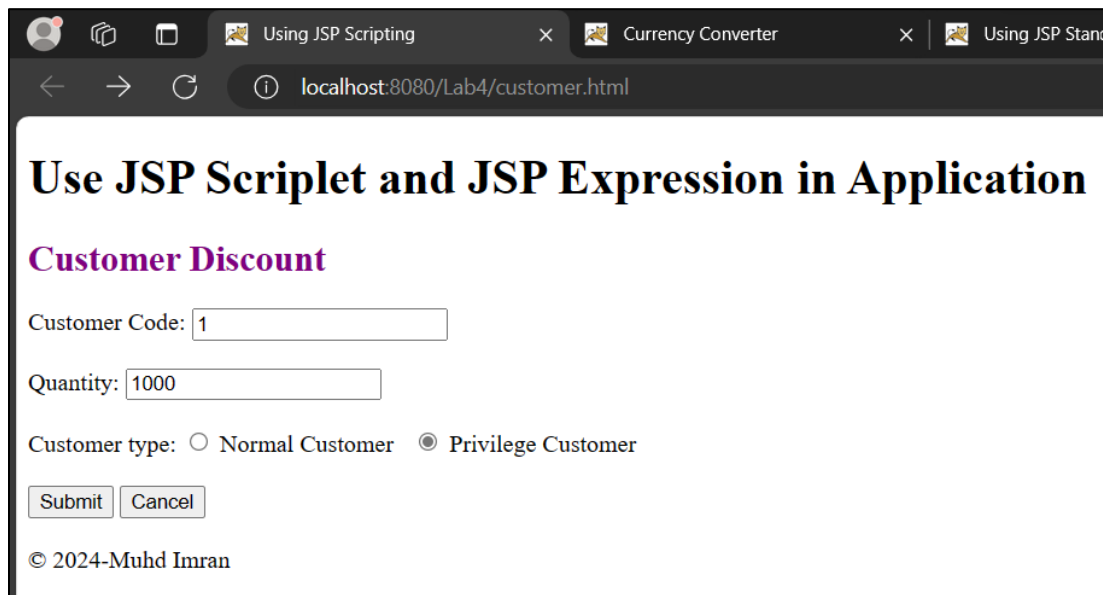 Using JSP Scripting
Currency Converter
Using JSP Stand
localhost:8080/Lab4/customer.html
Use JSP Scriplet and JSP Expression in Application
Customer Discount
Customer Code: 1
Quantity: 1000
Customer type: Normal Customer Privilege Customer
Submit Cancel
© 2024-Muhd Imran